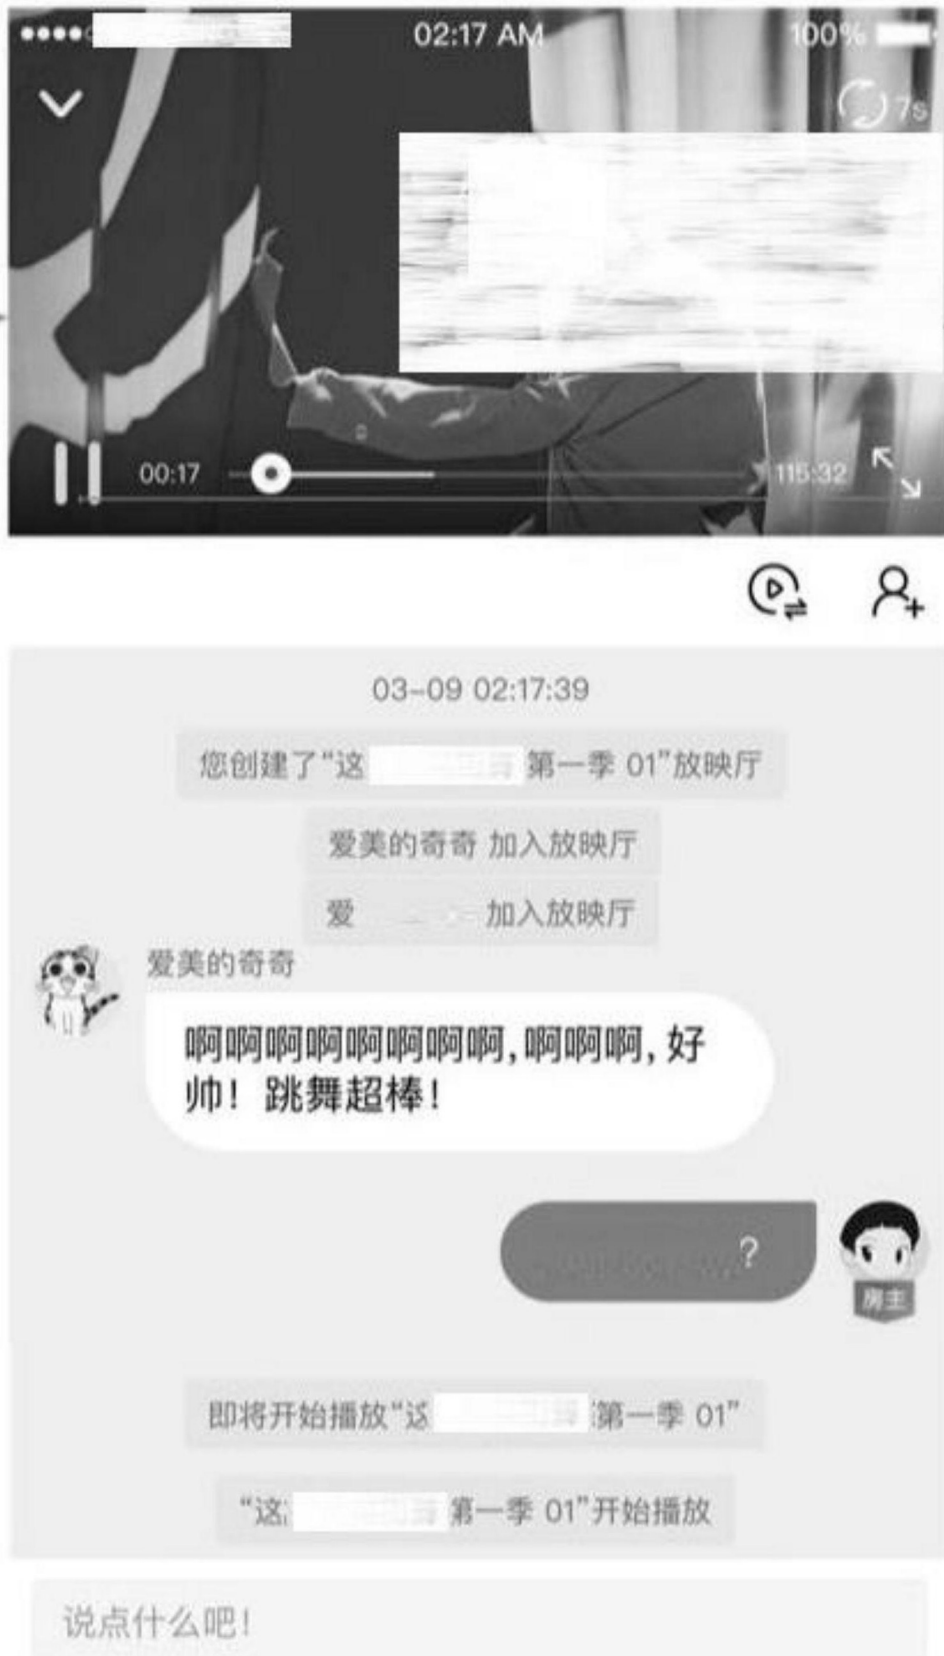 02:17 AM
100%
7s
00:17
115:32
03-09 02:17:39
您创建了“这 第一季 01”放映厅
爱美的奇奇 加入放映厅
爱 加入放映厅
爱美的奇奇
啊啊啊啊啊啊啊啊,啊啊啊,好
帅！跳舞超棒！
?
房主
即将开始播放“这 第一季 01”
“这 第一季 01”开始播放
说点什么吧！